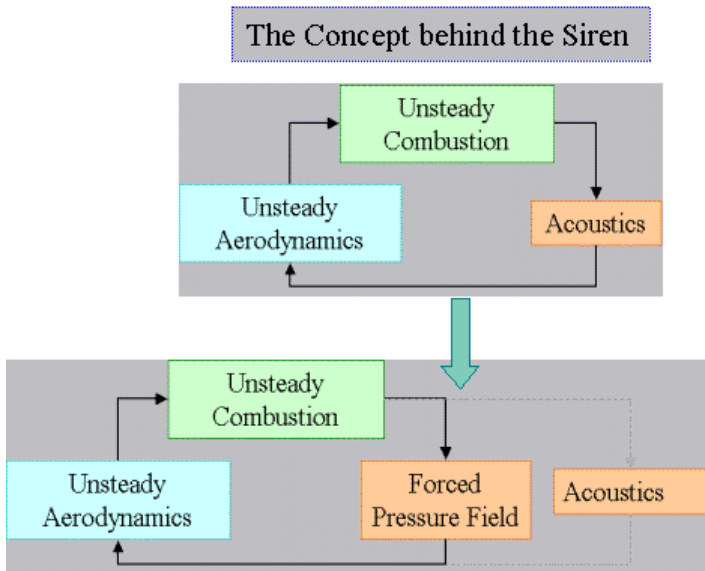 The Concept behind the Siren
Unsteady
Combustion
Unsteady
Aerodynamics
Acoustics
Unsteady
Combustion
Unsteady
Aerodynamics
Forced
Pressure Field
Acoustics